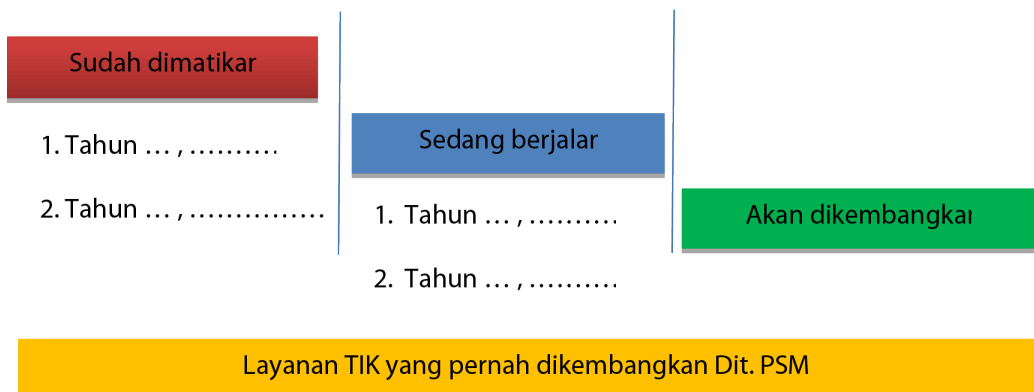 Sudah dimatikar
1. Tahun ... , ..........
2. Tahun ... , ...............
Sedang berjalar
1. Tahun ... , ..........
2. Tahun ... , ..........
Akan dikembangkar
Layanan TIK yang pernah dikembangkan Dit. PSM